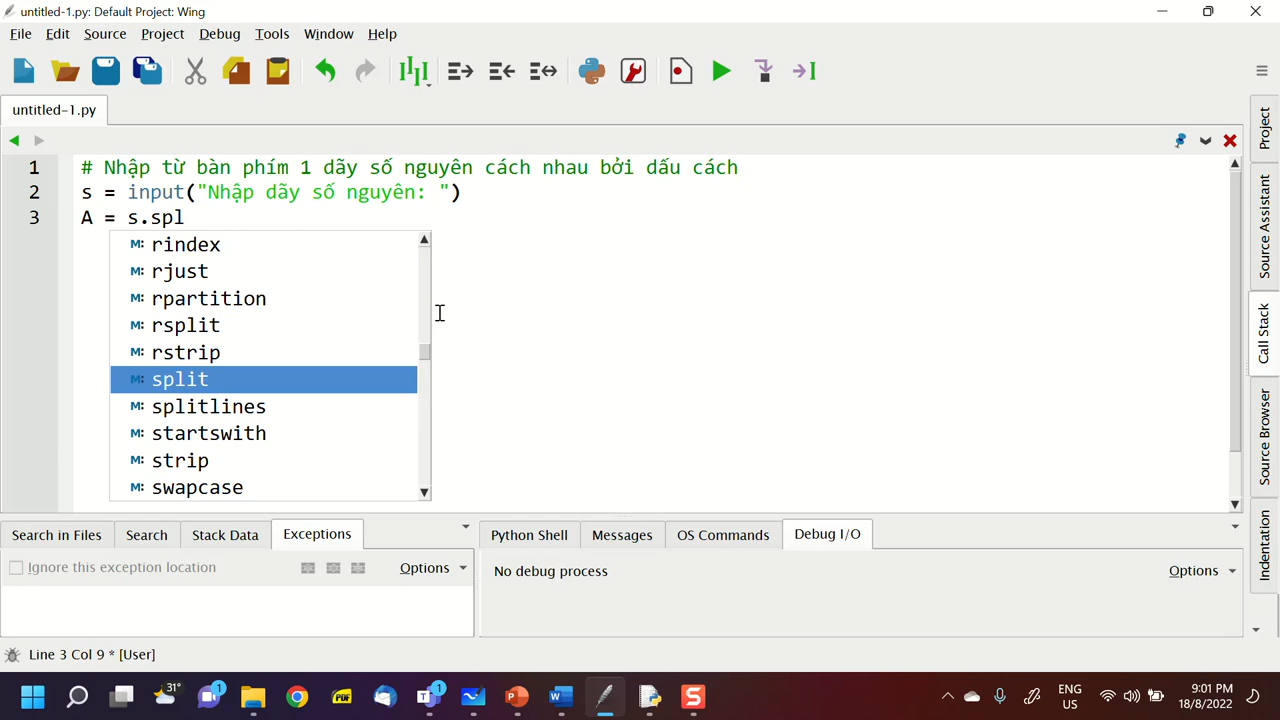 untitled-1.py: Default Project: Wing
File Edit Source Project Debug Tools Window Help
untitled-1.py
1 # Nhập từ bàn phím 1 dãy số nguyên cách nhau bởi dấu cách
2 s = input("Nhập dãy số nguyên: ")
3 A = s.spl
M: rindex
M: rjust
M: rpartition
M: rsplit
M: rstrip
M: split
M: splitlines
M: startswith
M: strip
M: swapcase
Project
Source Assistant
Call Stack
Source Browser
Indentation
Search in Files Search Stack Data Exceptions
Ignore this exception location Options
Python Shell Messages OS Commands Debug I/O
No debug process Options
Line 3 Col 9 * [User]
31°
1
PDF
1
ENG
US
9:01 PM
18/8/2022